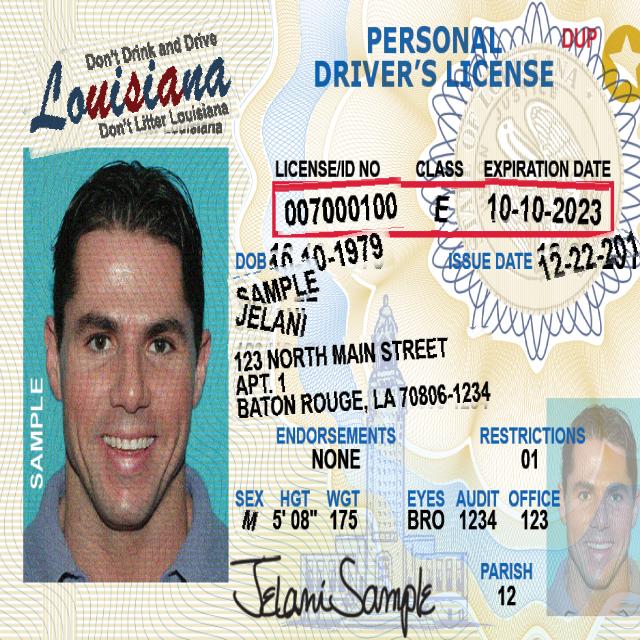 Don't Drink and Drive
Louisiana
Don't Litter Louisiana
PERSONAL
DRIVER'S LICENSE
DUP
LICENSE/ID NO CLASS EXPIRATION DATE
007000100 E 10-10-2023
DOB 10-1979 ISSUE DATE 12-22-201
SAMPLE
JELANI
123 NORTH MAIN STREET
APT. 1
BATON ROUGE, LA 70806-1234
ENDORSEMENTS RESTRICTIONS
NONE 01
SEX HGT WGT EYES AUDIT OFFICE
M 5' 08" 175 BRO 1234 123
PARISH
12
Jelani Sample
SAMPLE